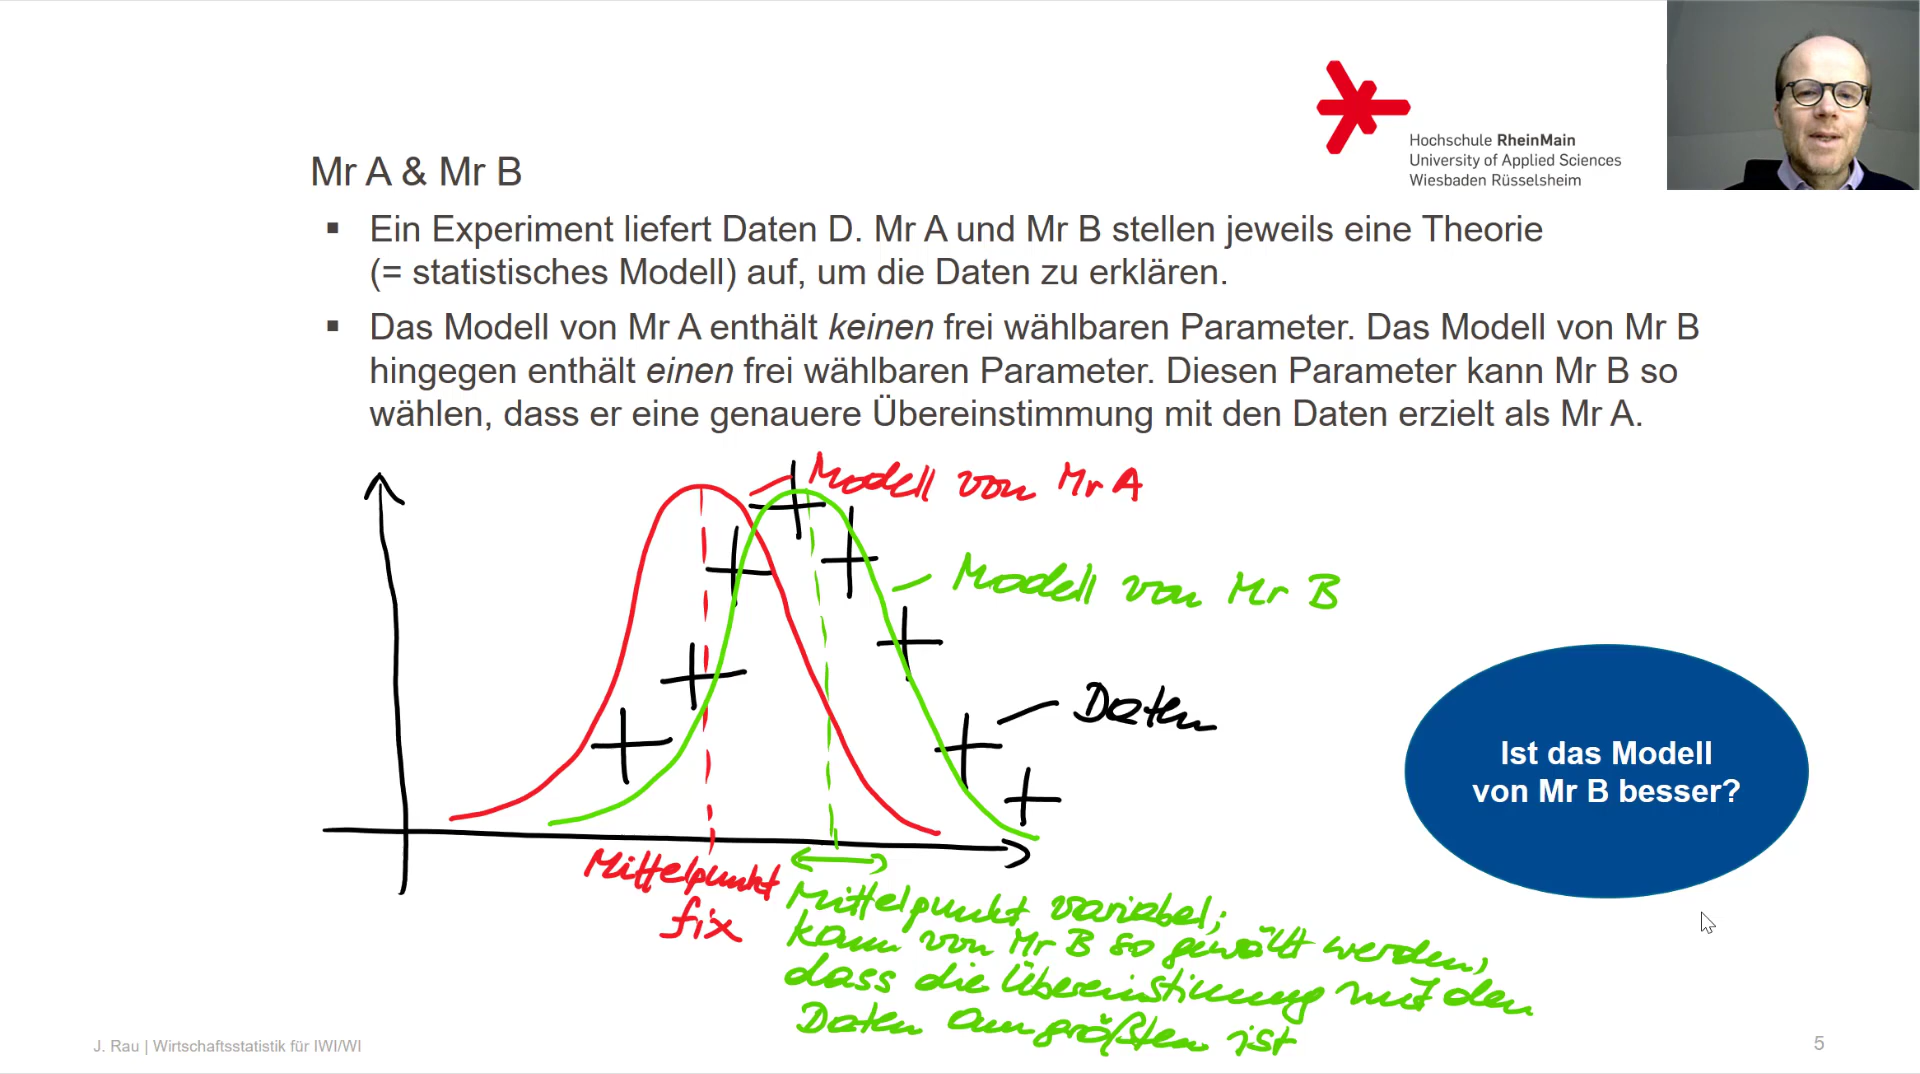 Hochschule RheinMain
University of Applied Sciences
Wiesbaden Rüsselsheim
Mr A & Mr B
▪ Ein Experiment liefert Daten D. Mr A und Mr B stellen jeweils eine Theorie
(= statistisches Modell) auf, um die Daten zu erklären.
▪ Das Modell von Mr A enthält keinen frei wählbaren Parameter. Das Modell von Mr B
hingegen enthält einen frei wählbaren Parameter. Diesen Parameter kann Mr B so
wählen, dass er eine genauere Übereinstimmung mit den Daten erzielt als Mr A.
Modell von Mr A
Modell von Mr B
Daten
Ist das Modell
von Mr B besser?
Mittelpunkt
fix
Mittelpunkt variabel;
kann von Mr B so gewählt werden,
dass die Übereinstimmung mit den
Daten am größten ist
J. Rau | Wirtschaftsstatistik für IWI/WI
5